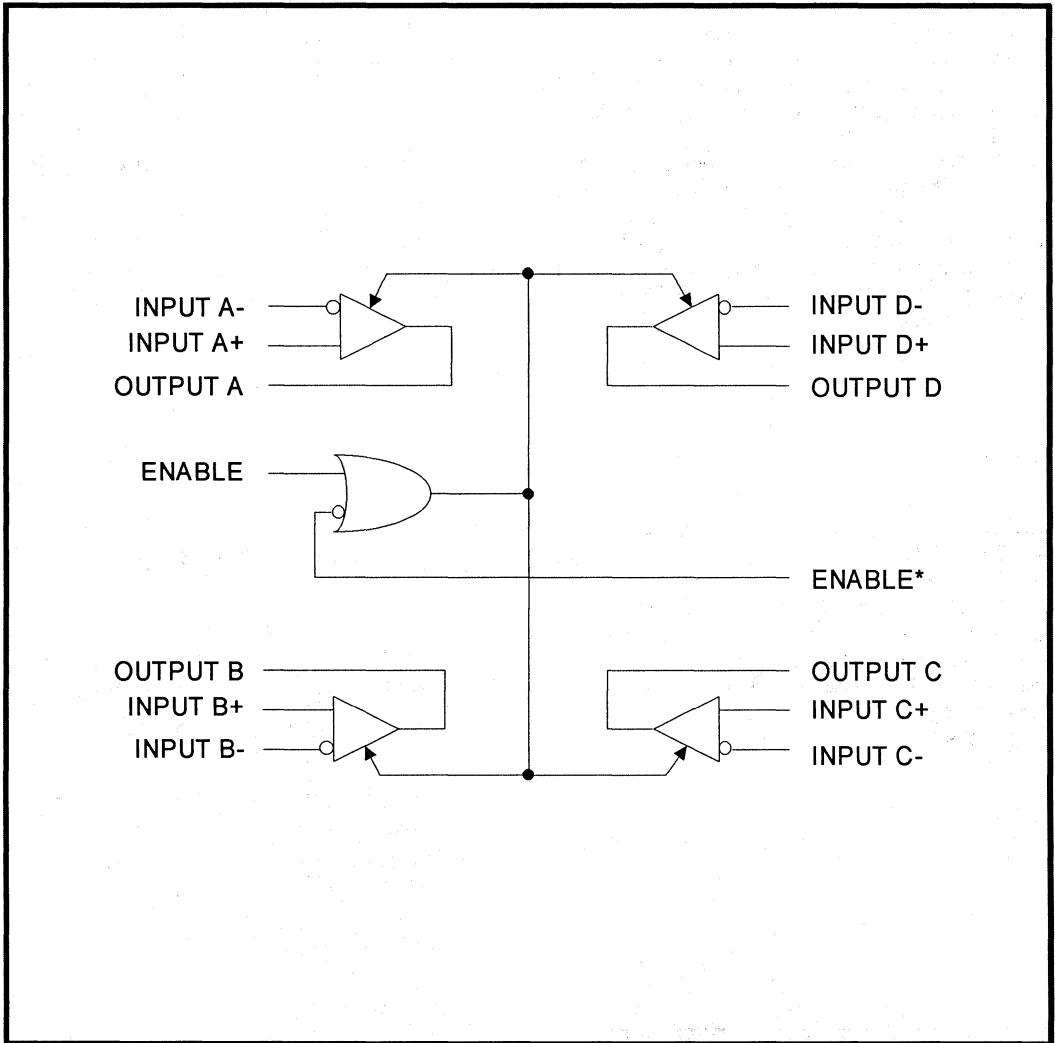 INPUT A-
INPUT A+
OUTPUT A
ENABLE
OUTPUT B
INPUT B+
INPUT B-
INPUT D-
INPUT D+
OUTPUT D
ENABLE*
OUTPUT C
INPUT C+
INPUT C-